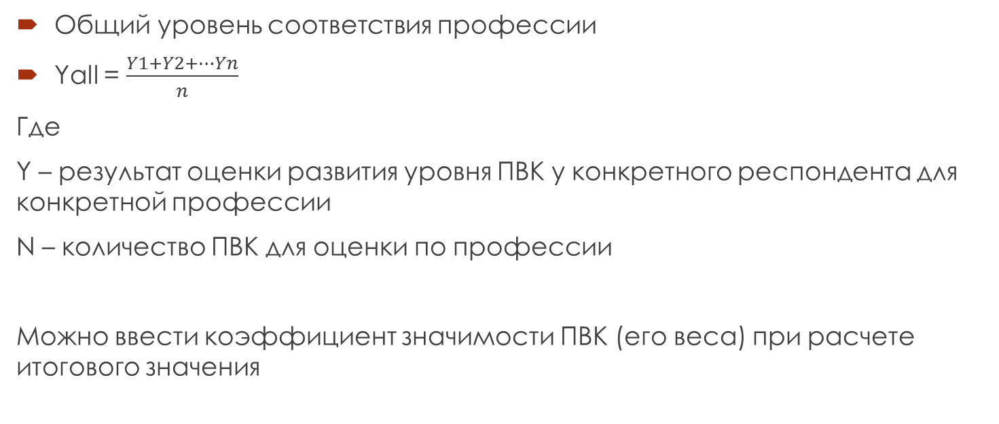 Общий уровень соответствия профессии
Yall = \frac{Y1+Y2+⋯Yn}{n}
Где
Y – результат оценки развития уровня ПВК у конкретного респондента для
конкретной профессии
N – количество ПВК для оценки по профессии
Можно ввести коэффициент значимости ПВК (его веса) при расчете
итогового значения